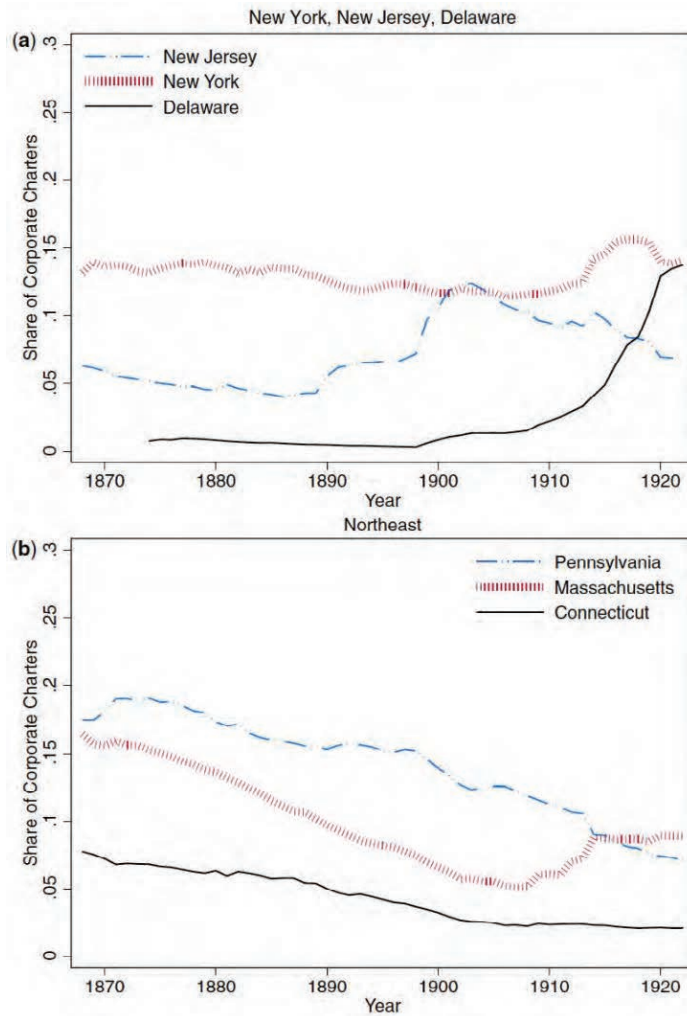 New York, New Jersey, Delaware
(a)
New Jersey
New York
Delaware
Share of Corporate Charters
.3
.25
.2
.15
.1
.05
0
1870 1880 1890 1900 1910 1920
Year
Northeast
(b)
Pennsylvania
Massachusetts
Connecticut
Share of Corporate Charters
.3
.25
.2
.15
.1
.05
0
1870 1880 1890 1900 1910 1920
Year